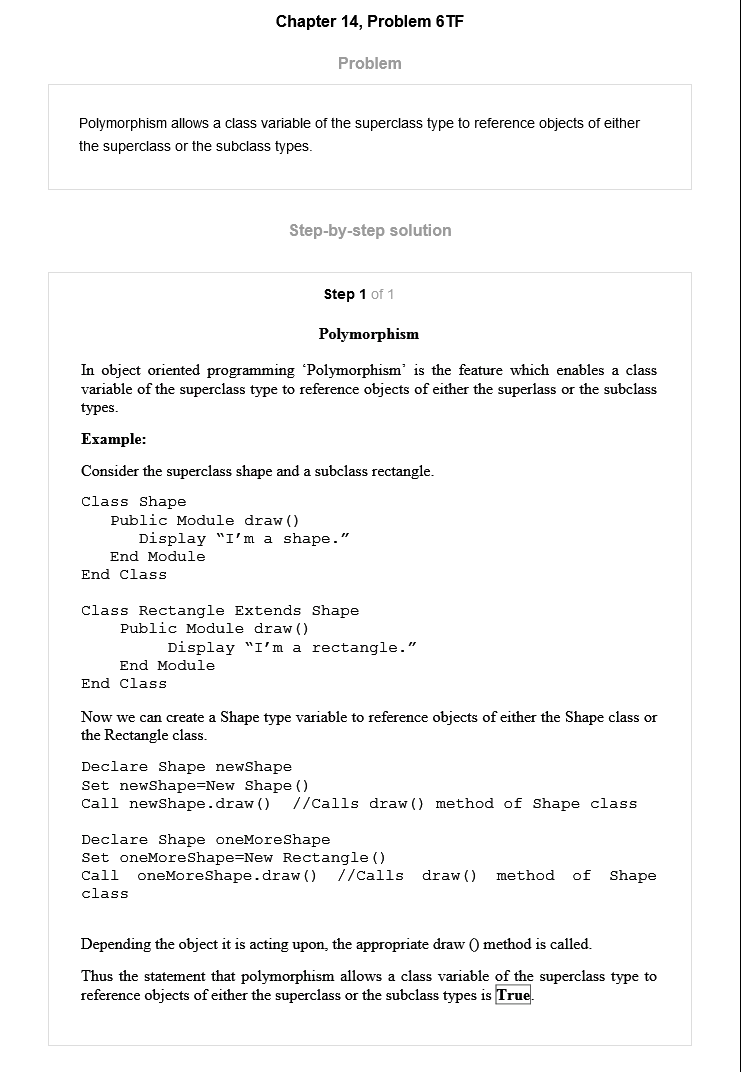 Chapter 14, Problem 6TF
Problem
Polymorphism allows a class variable of the superclass type to reference objects of either
the superclass or the subclass types.
Step-by-step solution
Step 1 of 1
Polymorphism
In object oriented programming ‘Polymorphism’ is the feature which enables a class
variable of the superclass type to reference objects of either the superlass or the subclass
types.
Example:
Consider the superclass shape and a subclass rectangle.
Class Shape
Public Module draw()
Display “I’m a shape.”
End Module
End Class
Class Rectangle Extends Shape
Public Module draw()
Display “I’m a rectangle.”
End Module
End Class
Now we can create a Shape type variable to reference objects of either the Shape class or
the Rectangle class.
Declare Shape newShape
Set newShape=New Shape()
Call newShape.draw() //Calls draw() method of Shape class
Declare Shape oneMoreShape
Set oneMoreShape=New Rectangle()
Call oneMoreShape.draw() //Calls draw() method of Shape
class
Depending the object it is acting upon, the appropriate draw () method is called.
Thus the statement that polymorphism allows a class variable of the superclass type to
reference objects of either the superclass or the subclass types is True.